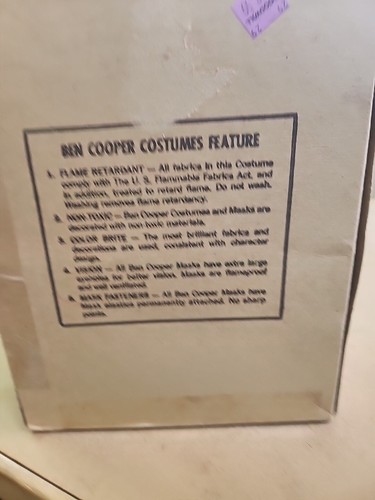 BEN COOPER COSTUMES FEATURE
1. FLAME RETARDANT — All fabrics in this Costume
comply with The U. S. Flammable Fabrics Act, and
in addition, treated to retard flame. Do not wash.
Washing removes flame retardancy.
2. NON TOXIC — Ben Cooper Costumes and Masks are
decorated with non-toxic materials.
3. COLOR BRITE — The most brilliant fabrics and
decorations are used, consistent with character
design.
4. VISION — All Ben Cooper Masks have extra large
for better vision. Masks are flameproof
and well ventilated.
5. MASK FASTENERS — All Ben Cooper Masks have
elastics permanently attached. No sharp
points.